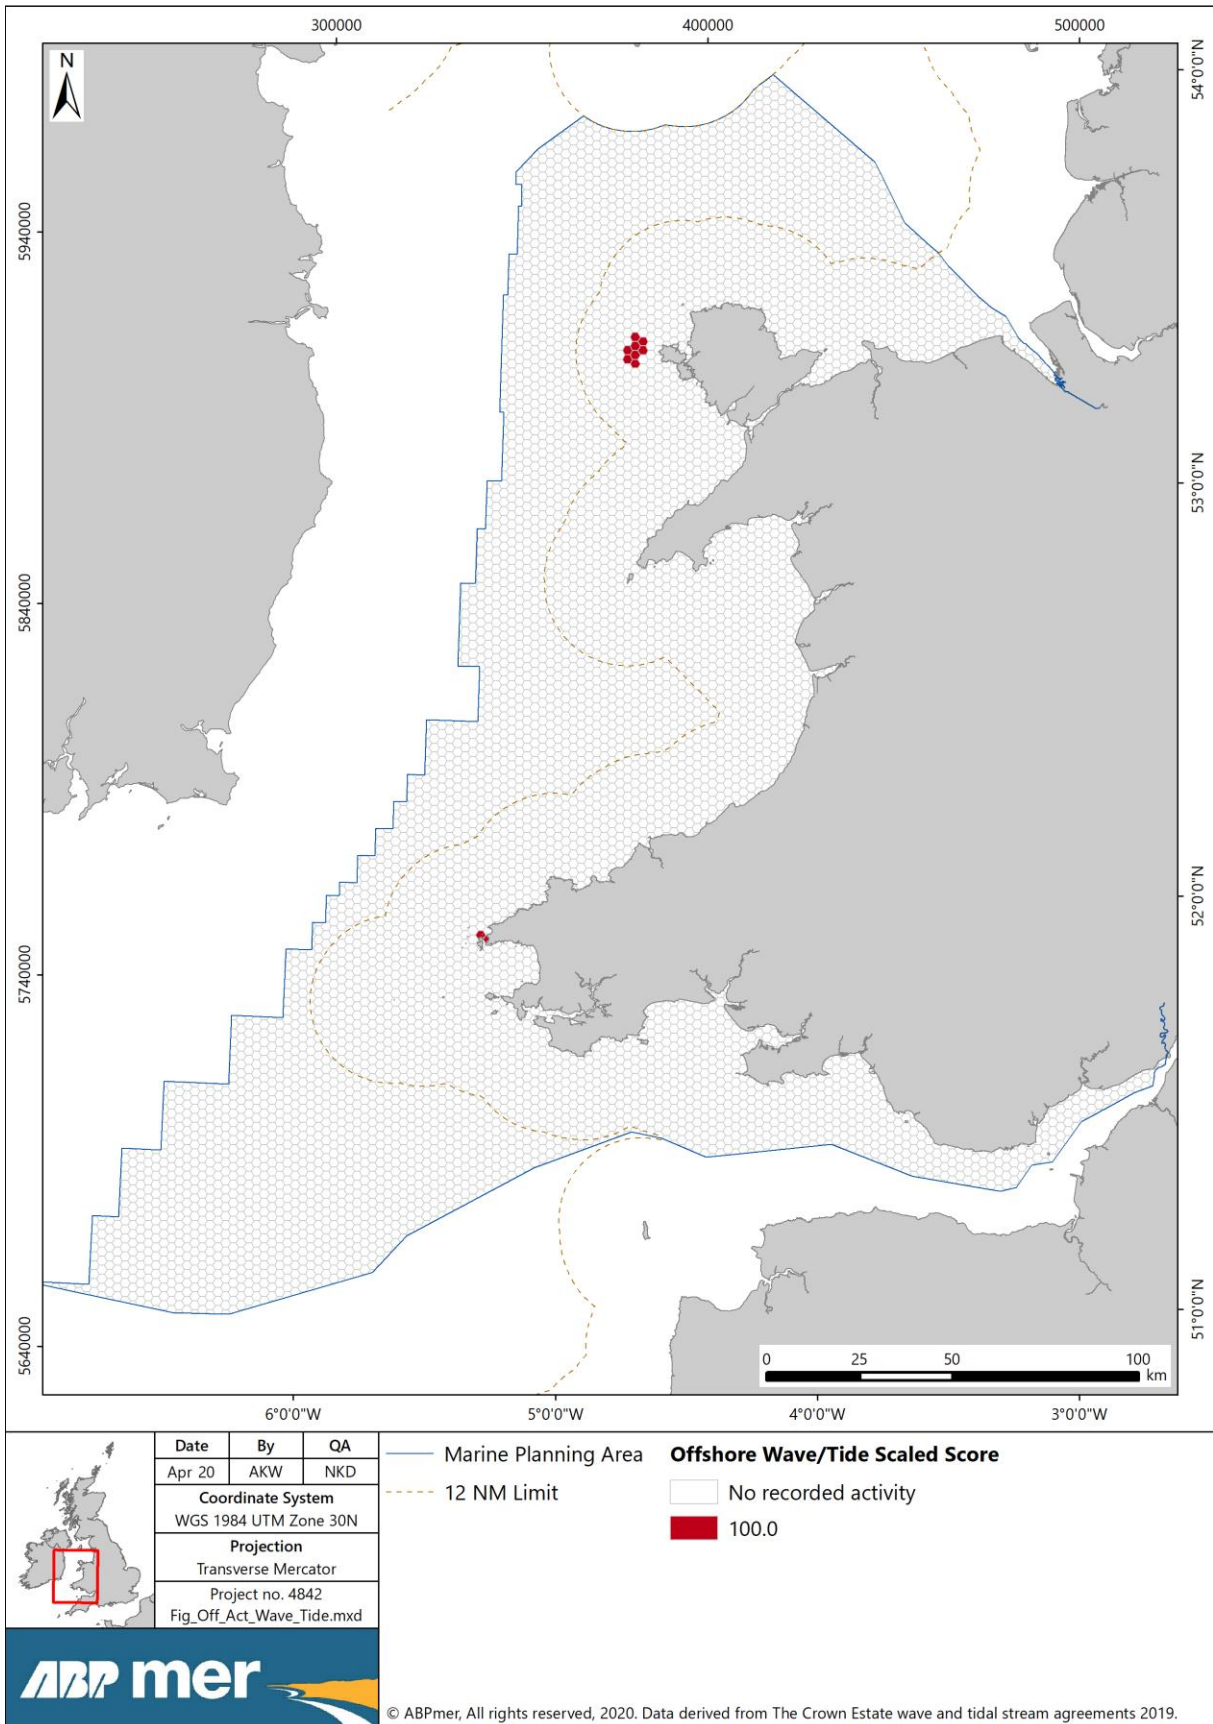 300000
400000
500000
N
54°0'0"N
5940000
53°0'0"N
5840000
52°0'0"N
5740000
51°0'0"N
5640000
0 25 50 100
km
6°0'0"W
5°0'0"W
4°0'0"W
3°0'0"W
Date By QA
Apr 20 AKW NKD
Coordinate System
WGS 1984 UTM Zone 30N
Projection
Transverse Mercator
Project no. 4842
Fig_Off_Act_Wave_Tide.mxd
ABP mer
Marine Planning Area
12 NM Limit
Offshore Wave/Tide Scaled Score
No recorded activity
100.0
© ABPmer, All rights reserved, 2020. Data derived from The Crown Estate wave and tidal stream agreements 2019.